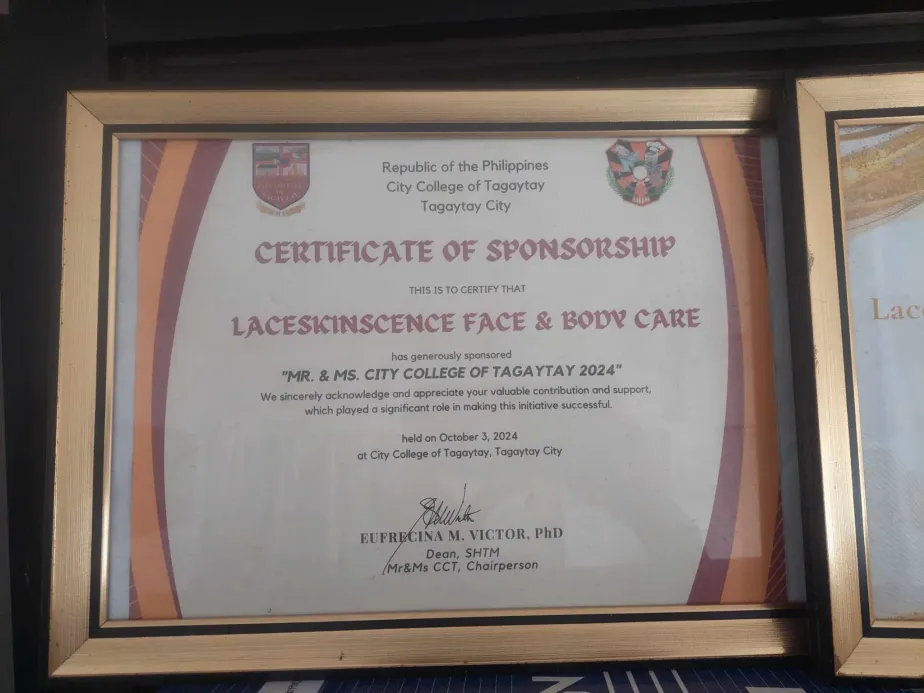 Republic of the Philippines
City College of Tagaytay
Tagaytay City
CERTIFICATE OF SPONSORSHIP
THIS IS TO CERTIFY THAT
LACESKINSCENCE FACE & BODY CARE
has generously sponsored
"MR. & MS. CITY COLLEGE OF TAGAYTAY 2024"
We sincerely acknowledge and appreciate your valuable contribution and support,
which played a significant role in making this initiative successful.
held on October 3, 2024
at City College of Tagaytay, Tagaytay City
EUFRECINA M. VICTOR, PhD
Dean, SHTM
Mr&Ms CCT, Chairperson
Lace